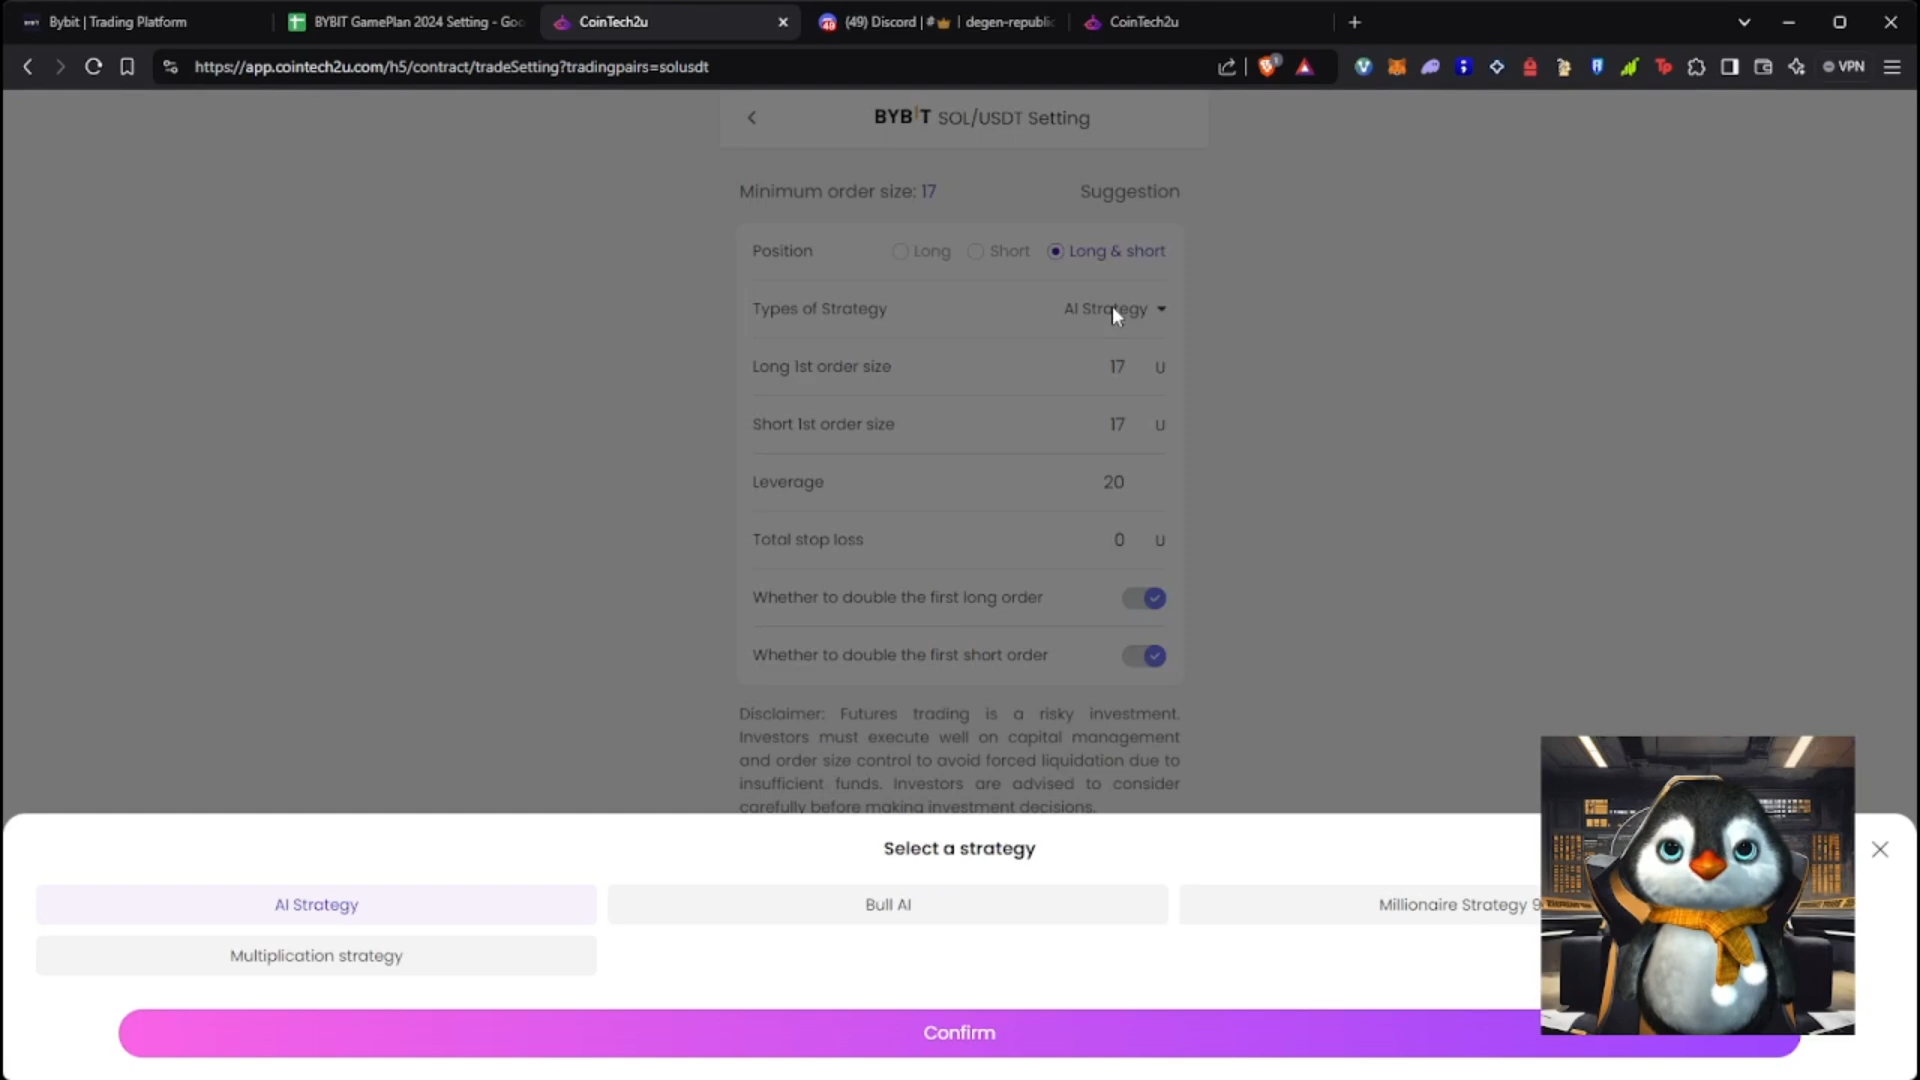 Bybit | Trading Platform
BYBIT GamePlan 2024 Setting - Goo
CoinTech2u
(49) Discord | #👑 | degen-republic
CoinTech2u
https://app.cointech2u.com/h5/contract/tradeSetting?tradingpairs=solusdt
VPN
BYBIT SOL/USDT Setting
Minimum order size: 17
Suggestion
Position
Long
Short
Long & short
Types of Strategy
AI Strategy
Long 1st order size
17 U
Short 1st order size
17 U
Leverage
20
Total stop loss
0 U
Whether to double the first long order
Whether to double the first short order
Disclaimer: Futures trading is a risky investment.
Investors must execute well on capital management
and order size control to avoid forced liquidation due to
insufficient funds. Investors are advised to consider
carefully before making investment decisions.
Select a strategy
AI Strategy
Bull AI
Millionaire Strategy 9
Multiplication strategy
Confirm